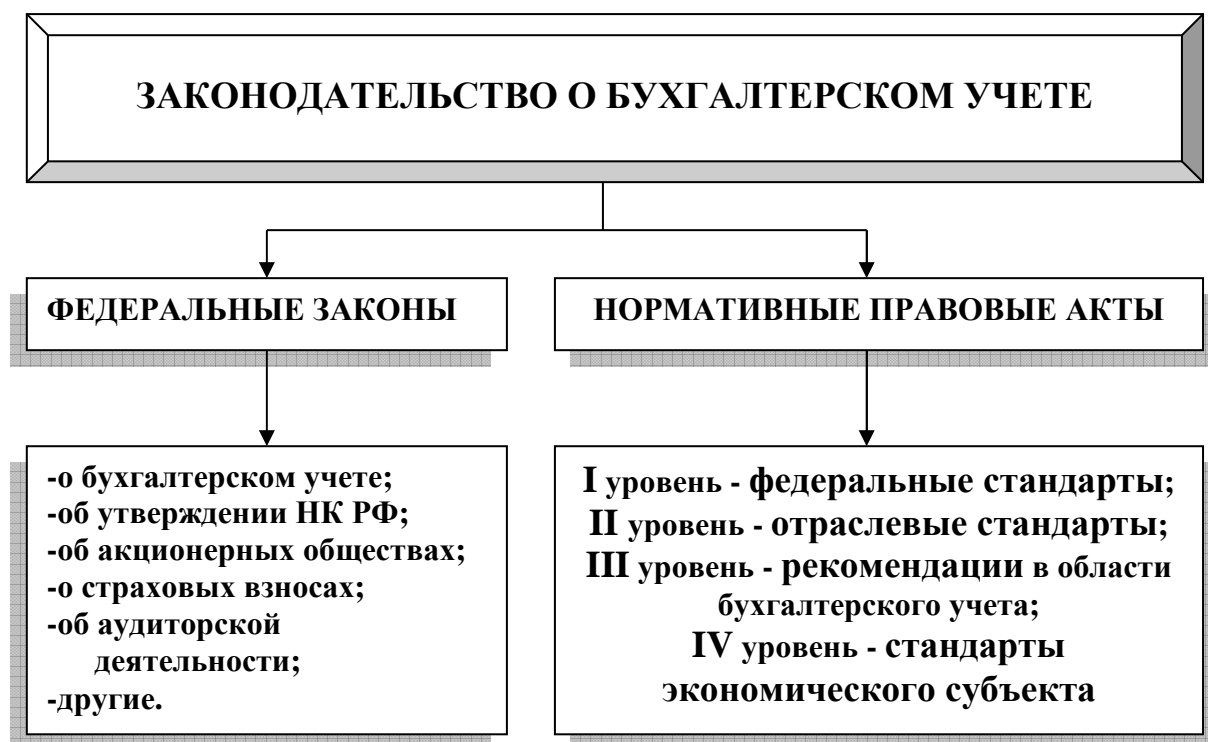 ЗАКОНОДАТЕЛЬСТВО О БУХГАЛТЕРСКОМ УЧЕТЕ
ФЕДЕРАЛЬНЫЕ ЗАКОНЫ
НОРМАТИВНЫЕ ПРАВОВЫЕ АКТЫ
-о бухгалтерском учете;
-об утверждении НК РФ;
-об акционерных обществах;
-о страховых взносах;
-об аудиторской
деятельности;
-другие.
I уровень - федеральные стандарты;
II уровень - отраслевые стандарты;
III уровень - рекомендации в области
бухгалтерского учета;
IV уровень - стандарты
экономического субъекта